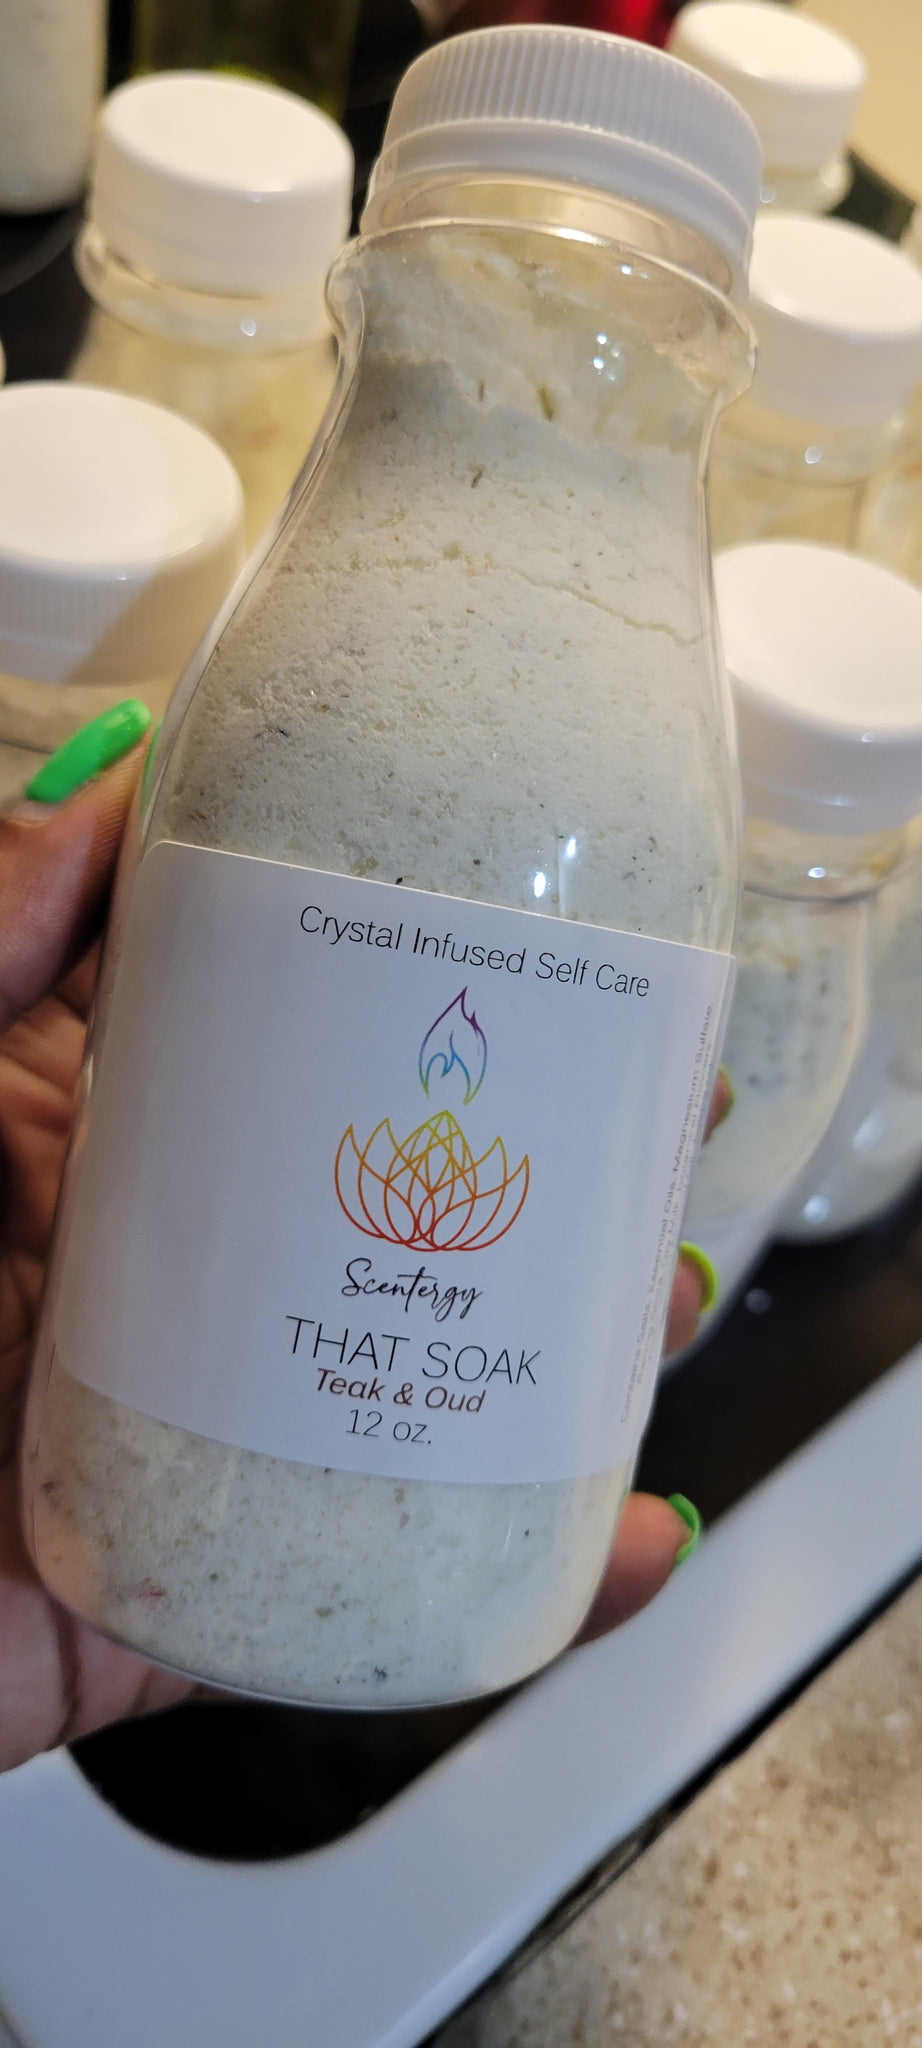 Crystal Infused Self Care
Scentergy
THAT SOAK
Teak & Oud
12 oz.
Contains Salts, Essential Oils, Magnesium Sulfate